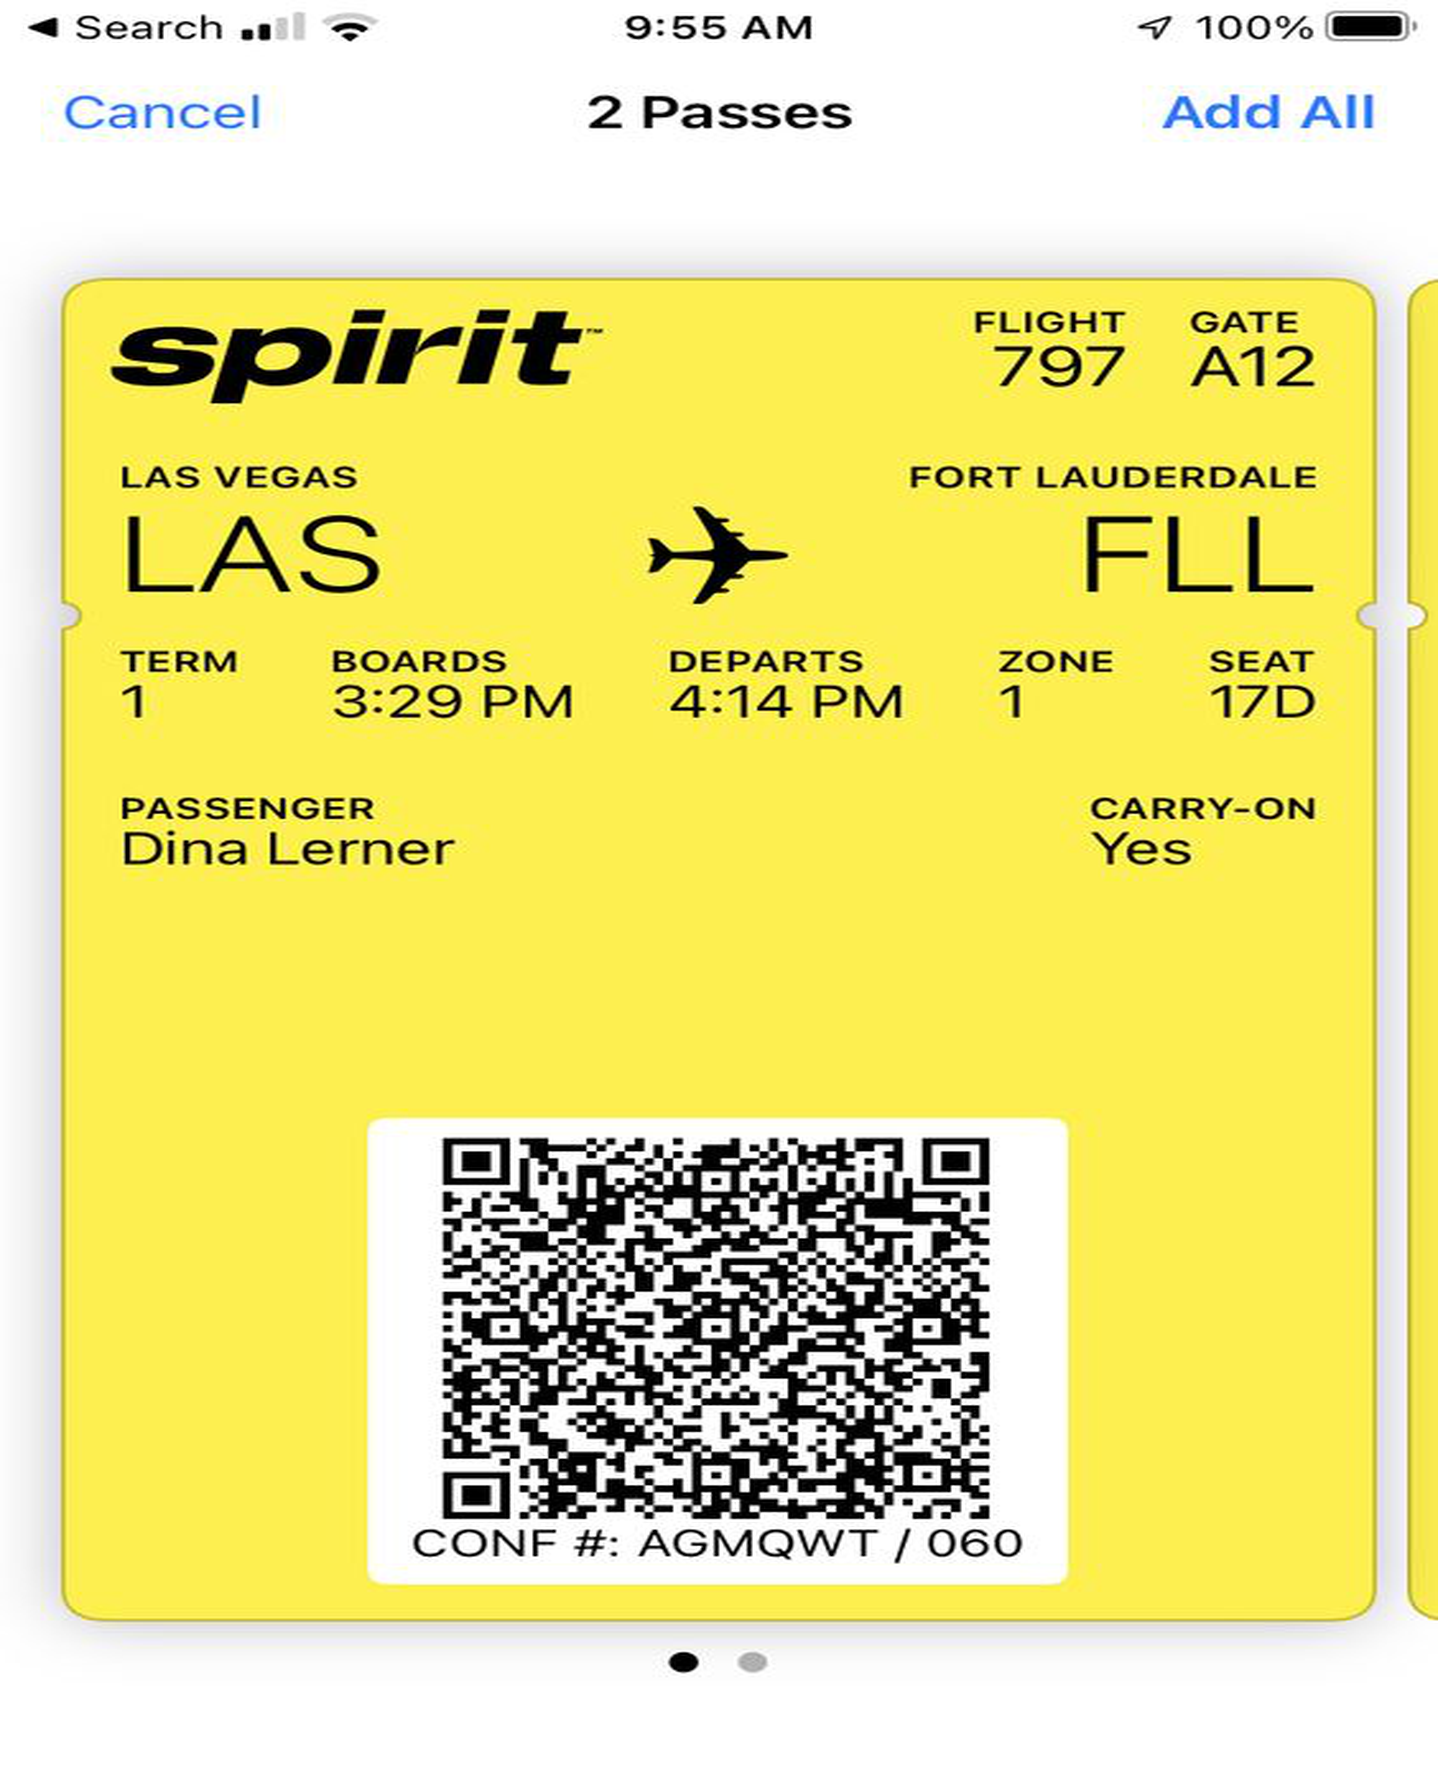 Search 9:55 AM 100%
Cancel 2 Passes Add All
spirit™ FLIGHT GATE
797 A12
LAS VEGAS FORT LAUDERDALE
LAS FLL
TERM BOARDS DEPARTS ZONE SEAT
1 3:29 PM 4:14 PM 1 17D
PASSENGER CARRY-ON
Dina Lerner Yes
CONF #: AGMQWT / 060